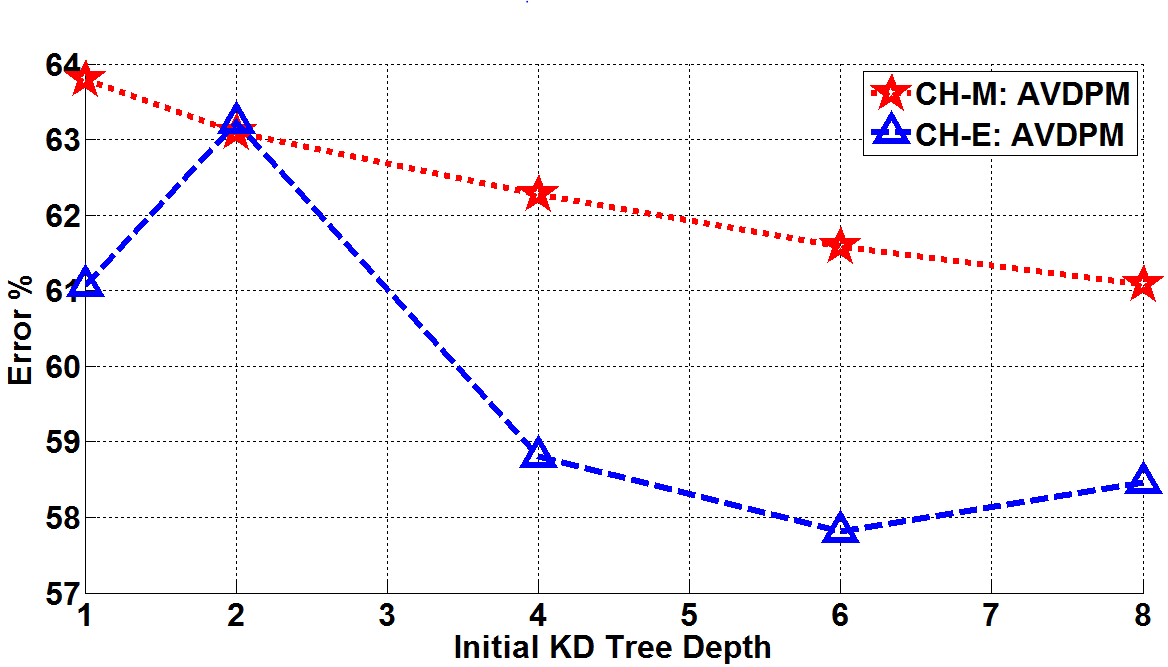 64
63
62
61
60
59
58
57
Error %
1 2 3 4 5 6 7 8
Initial KD Tree Depth
CH-M: AVDPM
CH-E: AVDPM